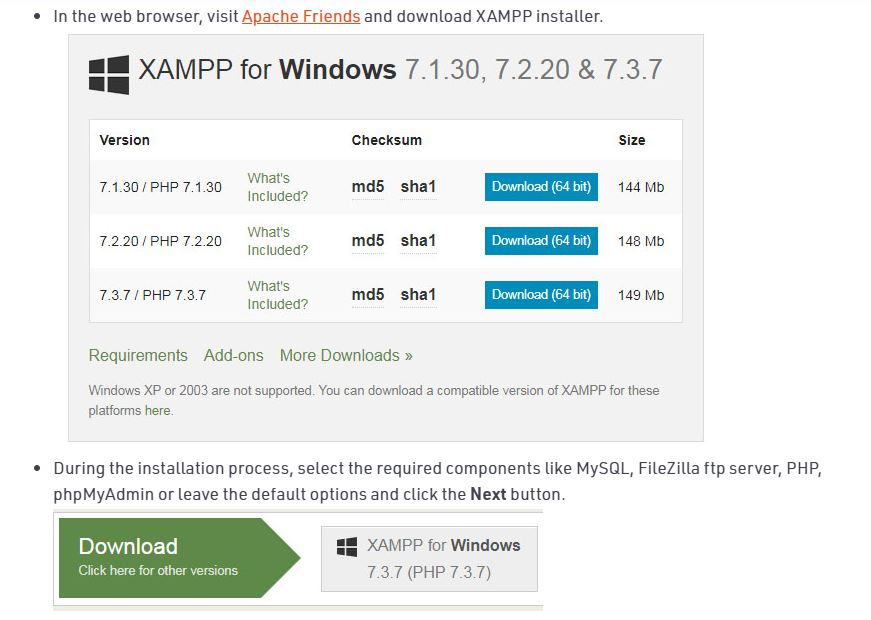 • In the web browser, visit Apache Friends and download XAMPP installer.
XAMPP for Windows 7.1.30, 7.2.20 & 7.3.7
Version Checksum Size
7.1.30 / PHP 7.1.30 What's Included? md5 sha1 Download (64 bit) 144 Mb
7.2.20 / PHP 7.2.20 What's Included? md5 sha1 Download (64 bit) 148 Mb
7.3.7 / PHP 7.3.7 What's Included? md5 sha1 Download (64 bit) 149 Mb
Requirements Add-ons More Downloads »
Windows XP or 2003 are not supported. You can download a compatible version of XAMPP for these
platforms here.
• During the installation process, select the required components like MySQL, FileZilla ftp server, PHP,
phpMyAdmin or leave the default options and click the Next button.
Download
Click here for other versions
XAMPP for Windows
7.3.7 (PHP 7.3.7)